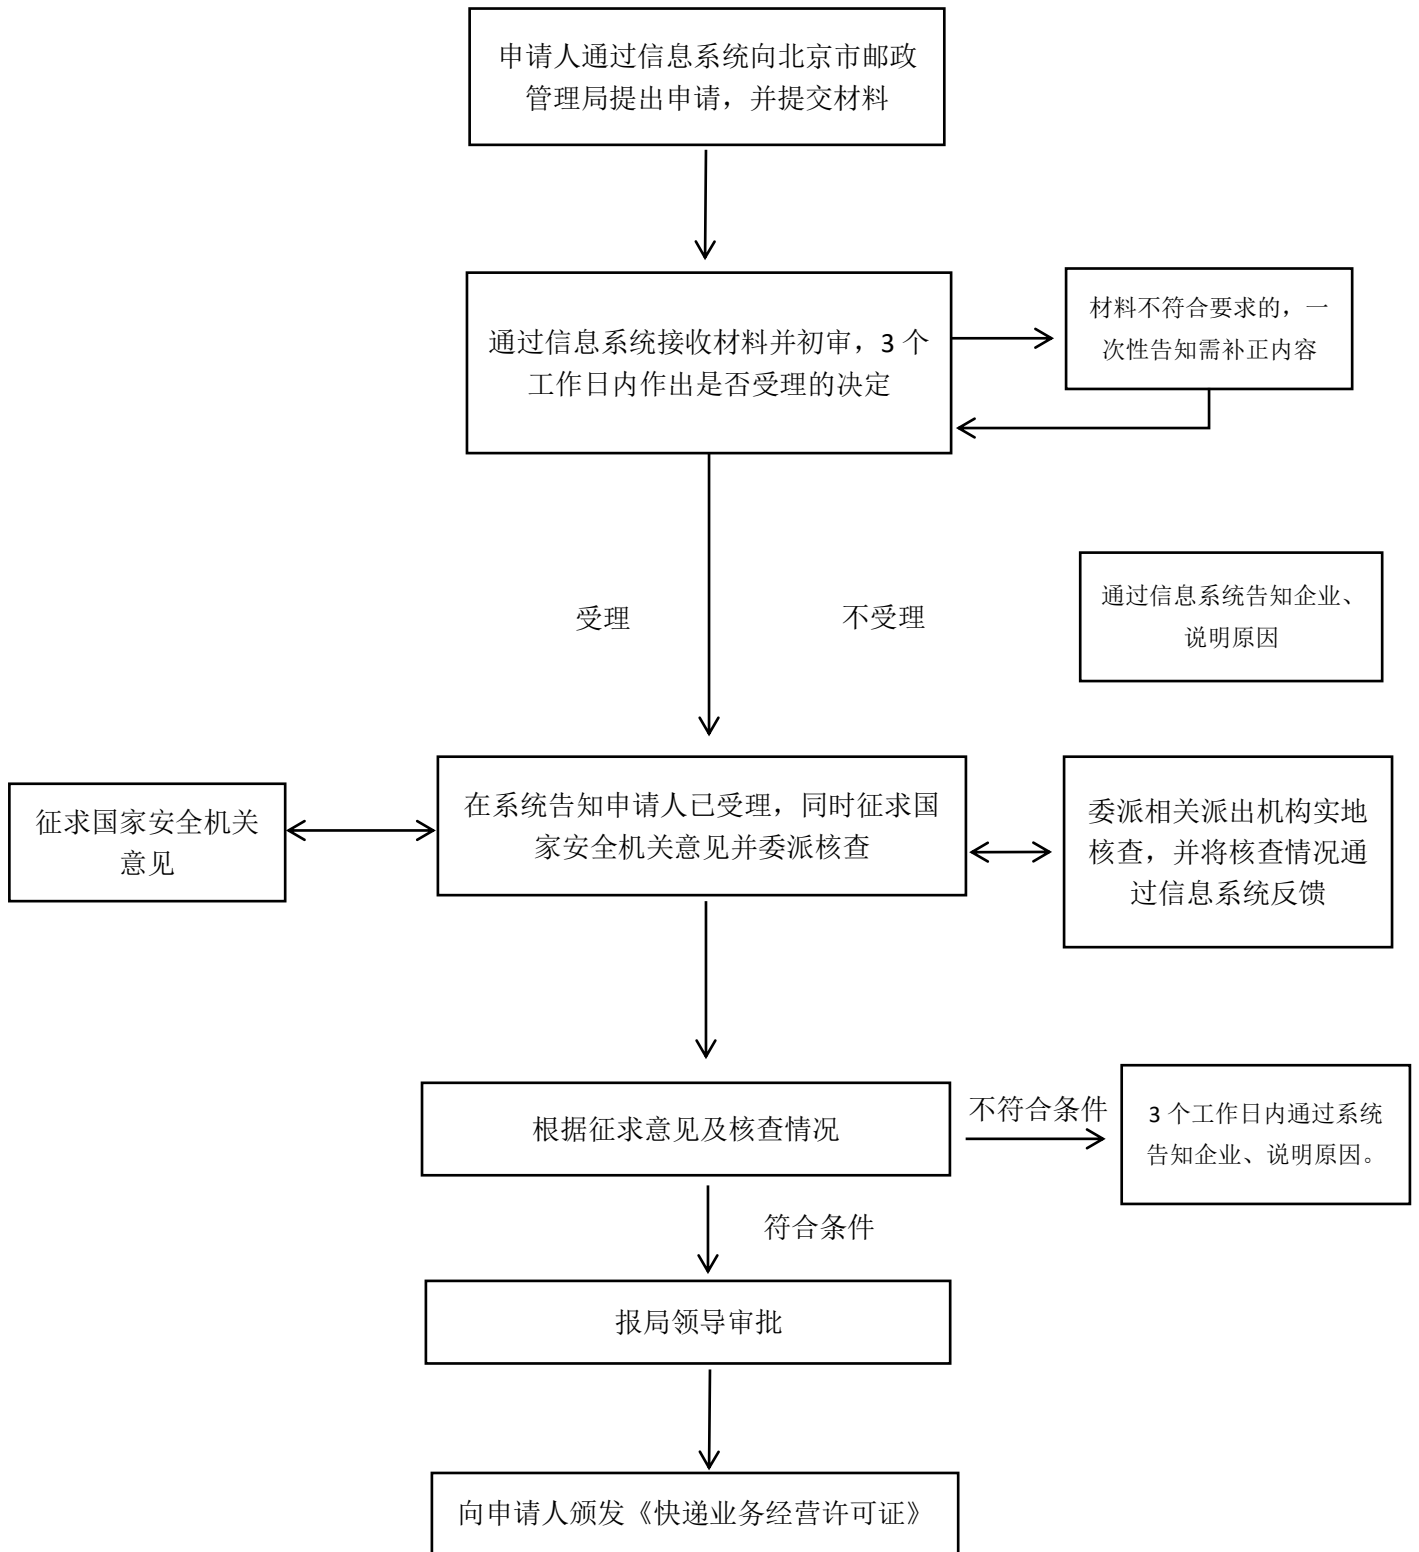 申请人通过信息系统向北京市邮政
管理局提出申请，并提交材料
通过信息系统接收材料并初审，3 个
工作日内作出是否受理的决定
材料不符合要求的，一
次性告知需补正内容
受理
不受理
通过信息系统告知企业、
说明原因
征求国家安全机关
意见
在系统告知申请人已受理，同时征求国
家安全机关意见并委派核查
委派相关派出机构实地
核查，并将核查情况通
过信息系统反馈
根据征求意见及核查情况
不符合条件
3 个工作日内通过系统
告知企业、说明原因。
符合条件
报局领导审批
向申请人颁发《快递业务经营许可证》